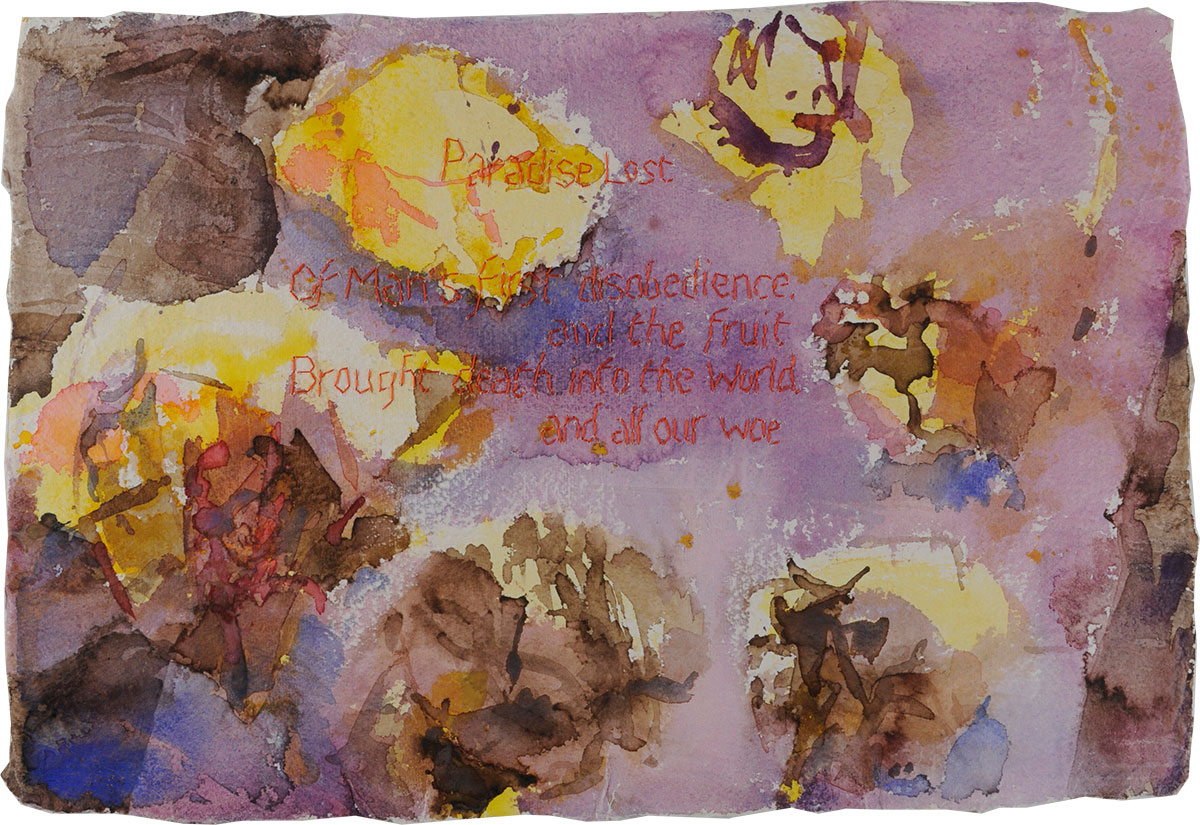 Paradise Lost
Of Man's first disobedience,
and the fruit
Brought death into the World
and all our woe